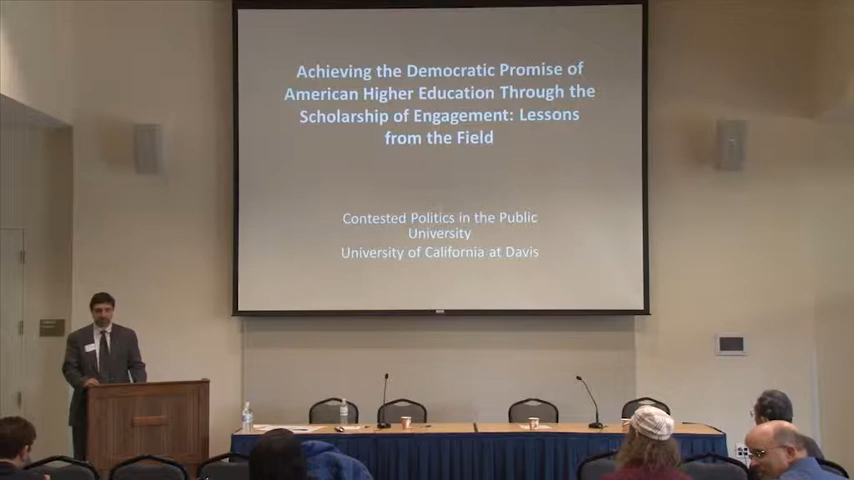 Achieving the Democratic Promise of
American Higher Education Through the
Scholarship of Engagement: Lessons
from the Field
Contested Politics in the Public
University
University of California at Davis